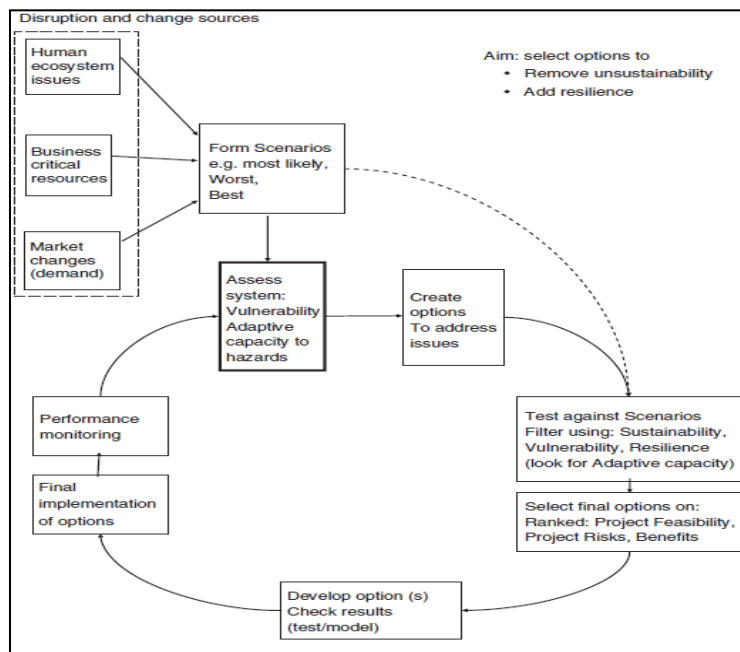 Disruption and change sources
Human
ecosystem
issues
Aim: select options to
• Remove unsustainability
• Add resilience
Business
critical
resources
Form Scenarios
e.g. most likely,
Worst,
Best
Market
changes
(demand)
Assess
system:
Vulnerability
Adaptive
capacity to
hazards
Create
options
To address
issues
Performance
monitoring
Test against Scenarios
Filter using: Sustainability,
Vulnerability, Resilience
(look for Adaptive capacity)
Final
implementation
of options
Select final options on:
Ranked: Project Feasibility,
Project Risks, Benefits
Develop option (s)
Check results
(test/model)